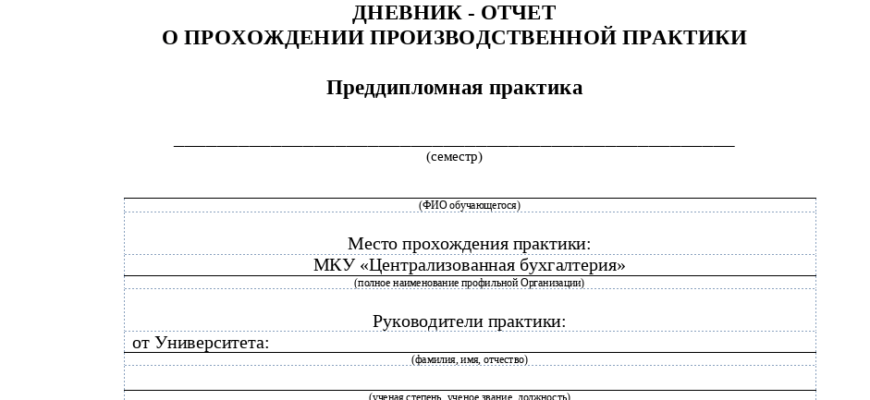 ДНЕВНИК - ОТЧЕТ
О ПРОХОЖДЕНИИ ПРОИЗВОДСТВЕННОЙ ПРАКТИКИ
Преддипломная практика
(семестр)
(ФИО обучающегося)
Место прохождения практики:
МКУ «Централизованная бухгалтерия»
(полное наименование профильной Организации)
Руководители практики:
от Университета:
(фамилия, имя, отчество)
(ученая степень, ученое звание, должность)